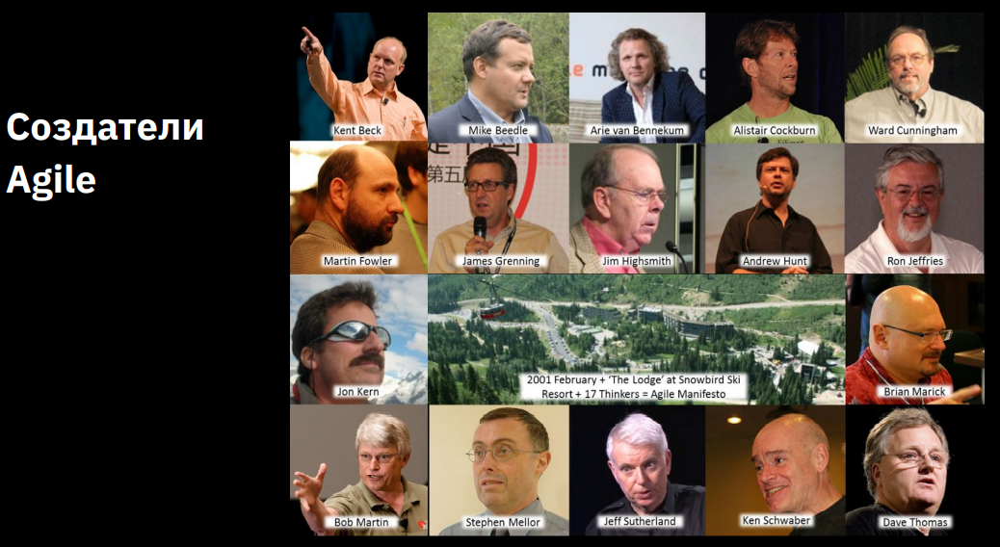 Создатели
Agile
Kent Beck
Mike Beedle
Arie van Bennekum
Alistair Cockburn
Ward Cunningham
Martin Fowler
第五
James Grenning
Jim Highsmith
Andrew Hunt
Ron Jeffries
Jon Kern
2001 February + ‘The Lodge’ at Snowbird Ski
Resort + 17 Thinkers = Agile Manifesto
Brian Marick
Bob Martin
Stephen Mellor
Jeff Sutherland
Ken Schwaber
Dave Thomas